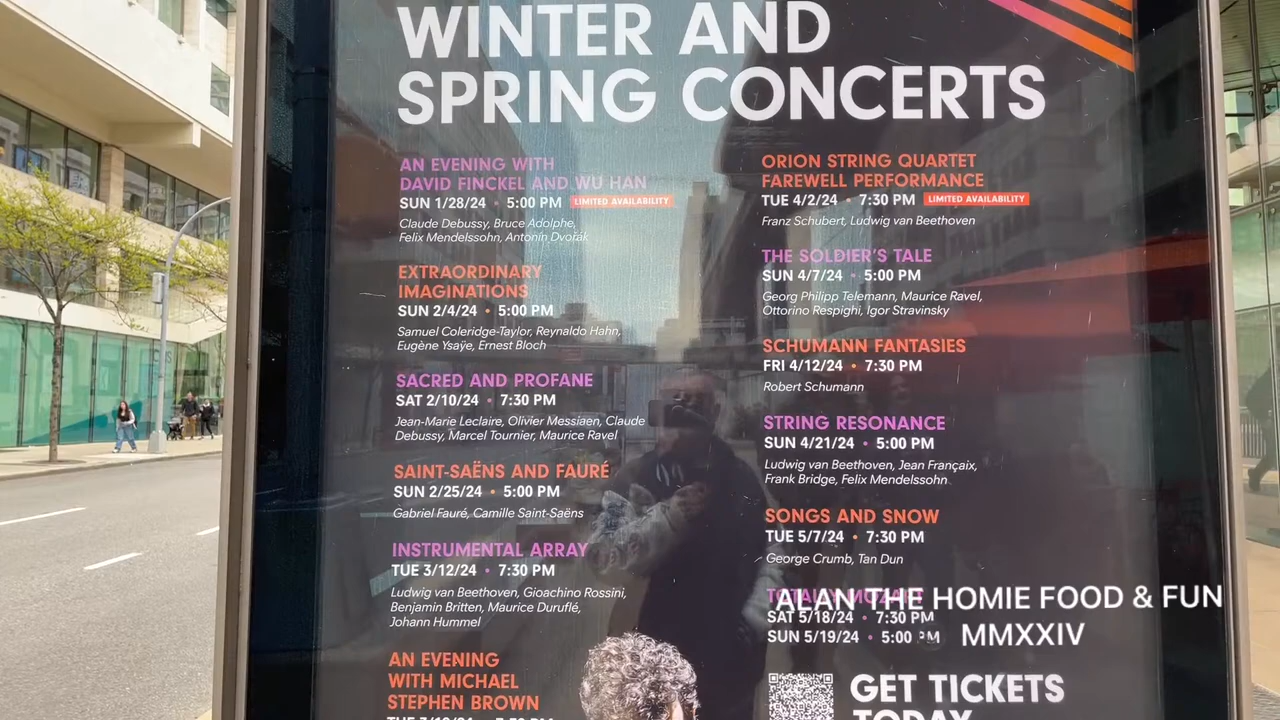 WINTER AND
SPRING CONCERTS
AN EVENING WITH
DAVID FINCKEL AND WU HAN
SUN 1/28/24 • 5:00 PM LIMITED AVAILABILITY
Claude Debussy, Bruce Adolphe,
Felix Mendelssohn, Antonín Dvořák
EXTRAORDINARY
IMAGINATIONS
SUN 2/4/24 • 5:00 PM
Samuel Coleridge-Taylor, Reynaldo Hahn,
Eugène Ysaÿe, Ernest Bloch
SACRED AND PROFANE
SAT 2/10/24 • 7:30 PM
Jean-Marie Leclaire, Olivier Messiaen, Claude
Debussy, Marcel Tournier, Maurice Ravel
SAINT-SAËNS AND FAURÉ
SUN 2/25/24 • 5:00 PM
Gabriel Fauré, Camille Saint-Saëns
INSTRUMENTAL ARRAY
TUE 3/12/24 • 7:30 PM
Ludwig van Beethoven, Gioachino Rossini,
Benjamin Britten, Maurice Duruflé,
Johann Hummel
AN EVENING
WITH MICHAEL
STEPHEN BROWN
ORION STRING QUARTET
FAREWELL PERFORMANCE
TUE 4/2/24 • 7:30 PM LIMITED AVAILABILITY
Franz Schubert, Ludwig van Beethoven
THE SOLDIER'S TALE
SUN 4/7/24 • 5:00 PM
Georg Philipp Telemann, Maurice Ravel,
Ottorino Respighi, Igor Stravinsky
SCHUMANN FANTASIES
FRI 4/12/24 • 7:30 PM
Robert Schumann
STRING RESONANCE
SUN 4/21/24 • 5:00 PM
Ludwig van Beethoven, Jean Françaix,
Frank Bridge, Felix Mendelssohn
SONGS AND SNOW
TUE 5/7/24 • 7:30 PM
George Crumb, Tan Dun
TOTALLY MOZART
SAT 5/18/24 • 7:30 PM
SUN 5/19/24 • 5:00 PM
GET TICKETS
TODAY
ALAN THE HOMIE FOOD & FUN
MMXXIV